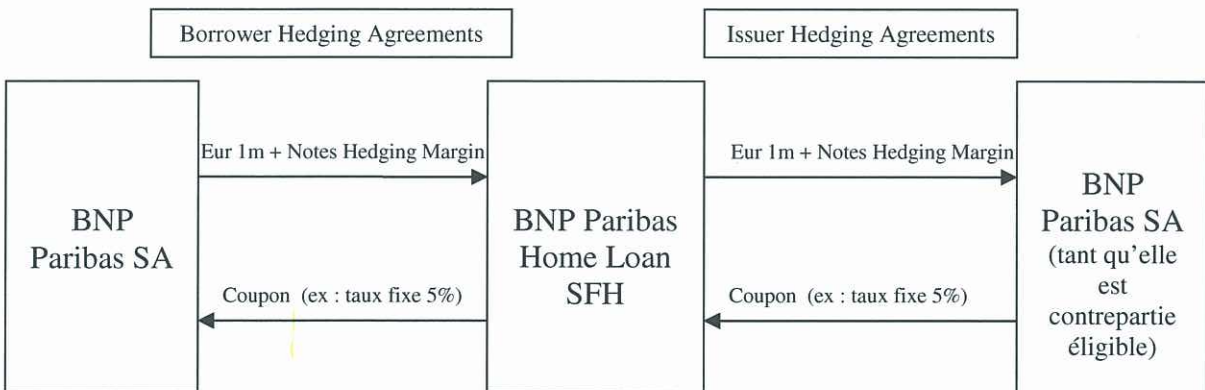 Borrower Hedging Agreements
Issuer Hedging Agreements
BNP
Paribas SA
Eur 1m + Notes Hedging Margin
Coupon (ex : taux fixe 5%)
BNP Paribas
Home Loan
SFH
Eur 1m + Notes Hedging Margin
Coupon (ex : taux fixe 5%)
BNP
Paribas SA
(tant qu'elle
est
contrepartie
éligible)